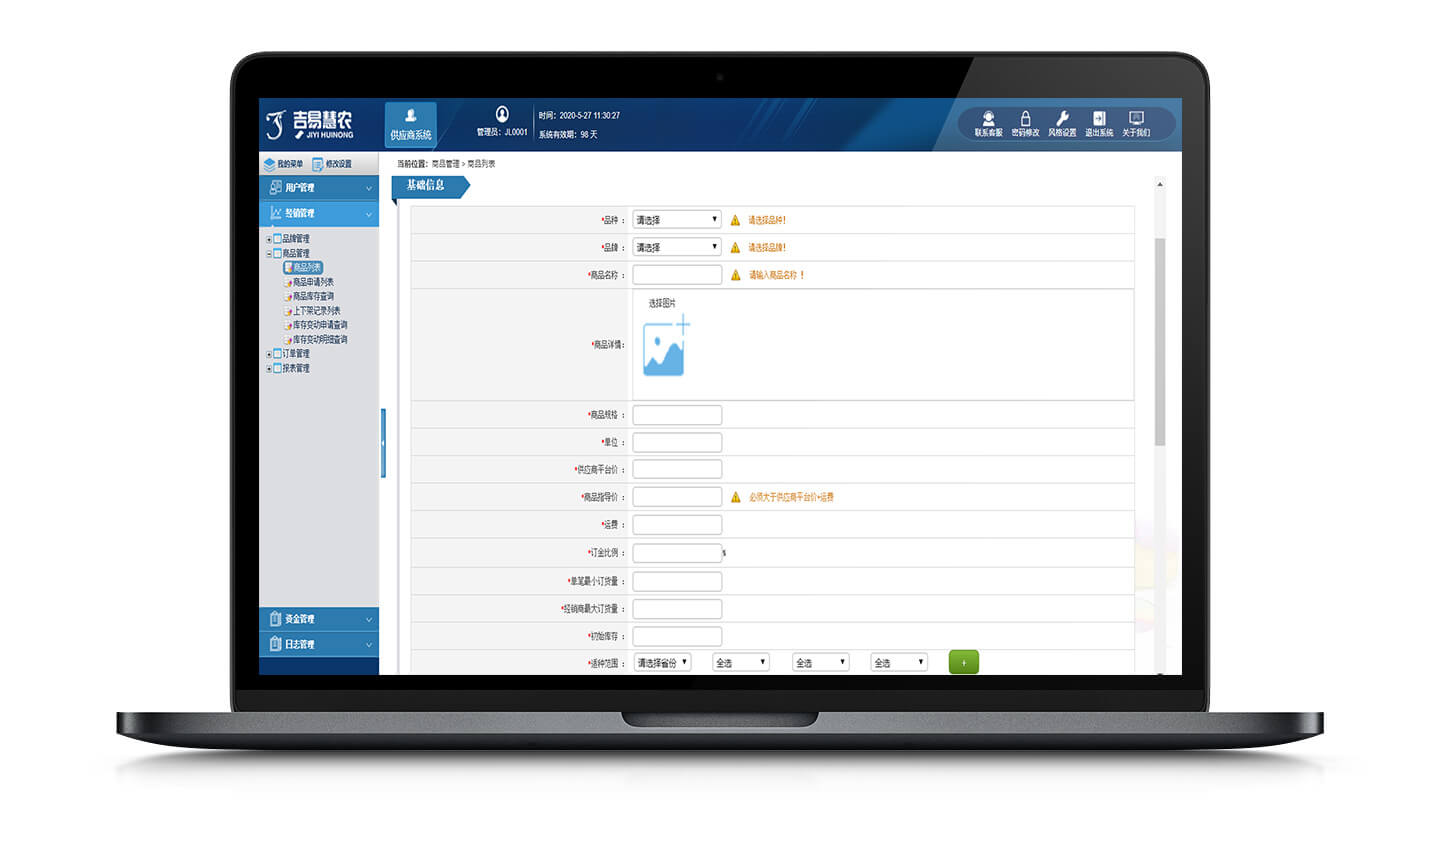 吉易慧农
JIYI HUINONG
供应商系统
管理员：JL0001
时间：2020-5-27 11:30:27
系统有效期：98 天
联系客服 密码修改 风格设置 退出系统 关于我们
我的菜单 修改设置
当前位置：商品管理 > 商品列表
用户管理
经销管理
品牌管理
商品管理
商品列表
商品申请列表
商品库存查询
上下架记录列表
库存变动申请查询
库存变动明细查询
订单管理
报表管理
资金管理
日志管理
基础信息
*品种 ： 请选择 请选择品种!
*品牌 ： 请选择 请选择品牌!
*商品名称 ： 请输入商品名称 ！
选择图片
*商品详情：
*商品规格 ：
*单位 ：
*供应商平台价 ：
*商品指导价 ： 必须大于供应商平台价+运费
*运费 ：
*订金比例 ：
*单笔最小订货量 ：
*经销商最大订货量 ：
*初始库存 ：
*适种范围 ： 请选择省份 全选 全选 全选 +